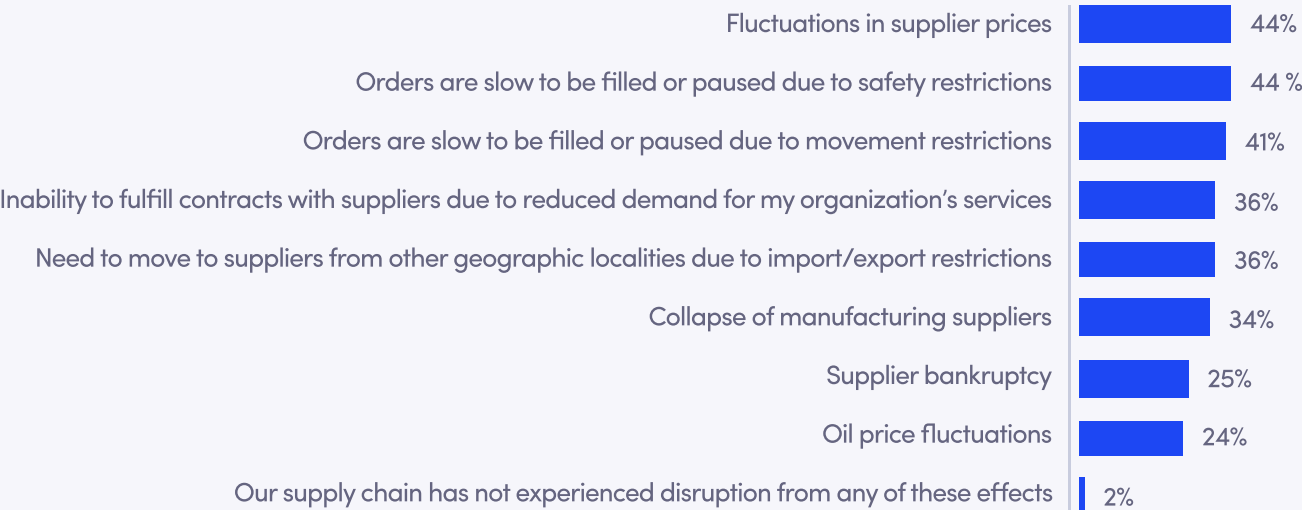 Fluctuations in supplier prices 44%
Orders are slow to be filled or paused due to safety restrictions 44 %
Orders are slow to be filled or paused due to movement restrictions 41%
Inability to fulfill contracts with suppliers due to reduced demand for my organization’s services 36%
Need to move to suppliers from other geographic localities due to import/export restrictions 36%
Collapse of manufacturing suppliers 34%
Supplier bankruptcy 25%
Oil price fluctuations 24%
Our supply chain has not experienced disruption from any of these effects 2%